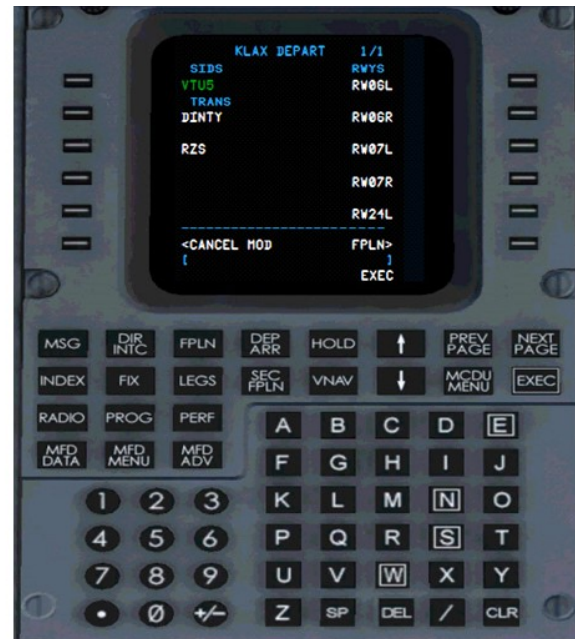 KLAX DEPART 1/1
SIDS RWYS
VTU5 RW06L
TRANS
DINTY RW06R
RZS RW07L
RW07R
RW24L
------------------------
<CANCEL MOD FPLN>
[ ]
EXEC
MSG DIR INTC FPLN DEP ARR HOLD ↑ PREV PAGE NEXT PAGE
INDEX FIX LEGS SEC FPLN VNAV ↓ MCDU MENU EXEC
RADIO PROG PERF
MFD DATA MFD MENU MFD ADV
A B C D E
F G H I J
1 2 3 K L M N O
4 5 6 P Q R S T
7 8 9 U V W X Y
. 0 +/- Z SP DEL / CLR